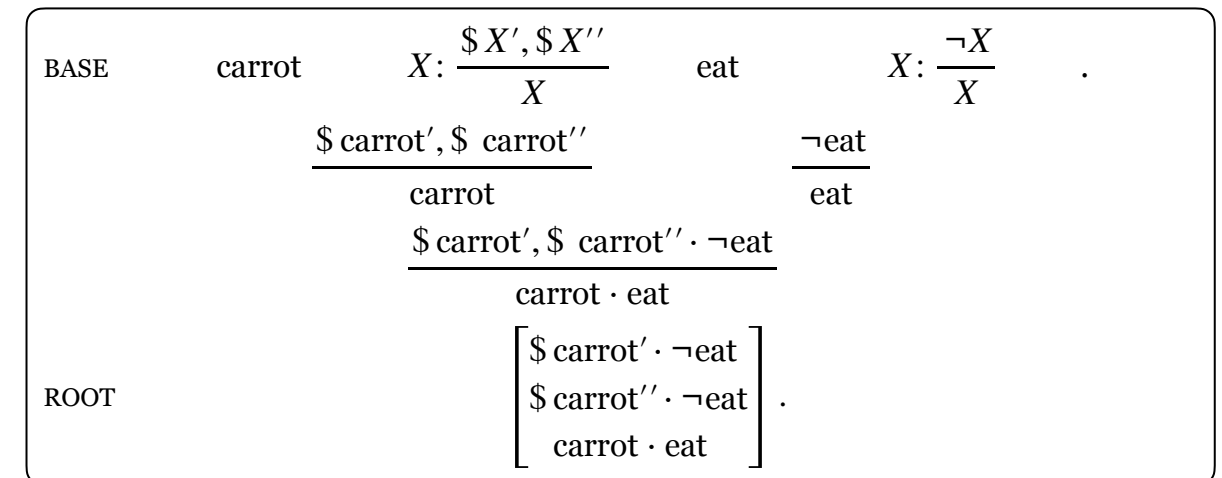 $ X′, $ X′′ ¬X
BASE carrot X: eat X: .
X X
$ carrot′, $ carrot′′ ¬eat
carrot eat
$ carrot′, $ carrot′′ · ¬eat
carrot · eat
$ carrot′ · ¬eat
ROOT $ carrot′′ · ¬eat .
carrot · eat